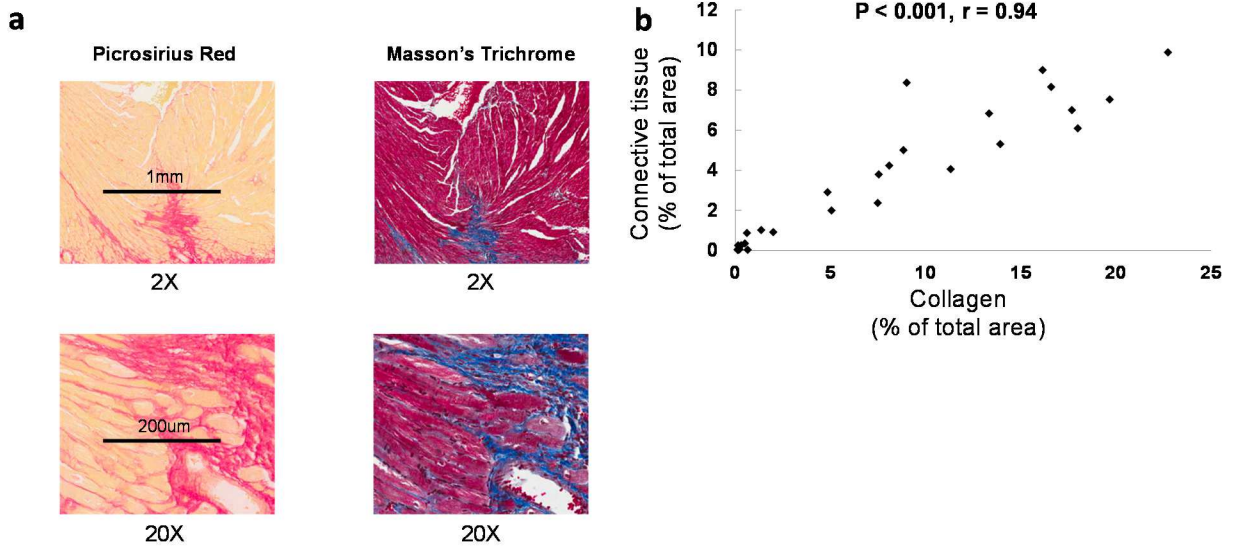 a
Picrosirius Red
Masson's Trichrome
1mm
2X
2X
200um
20X
20X
b
P < 0.001, r = 0.94
Connective tissue
(% of total area)
12
10
8
6
4
2
0
0 5 10 15 20 25
Collagen
(% of total area)